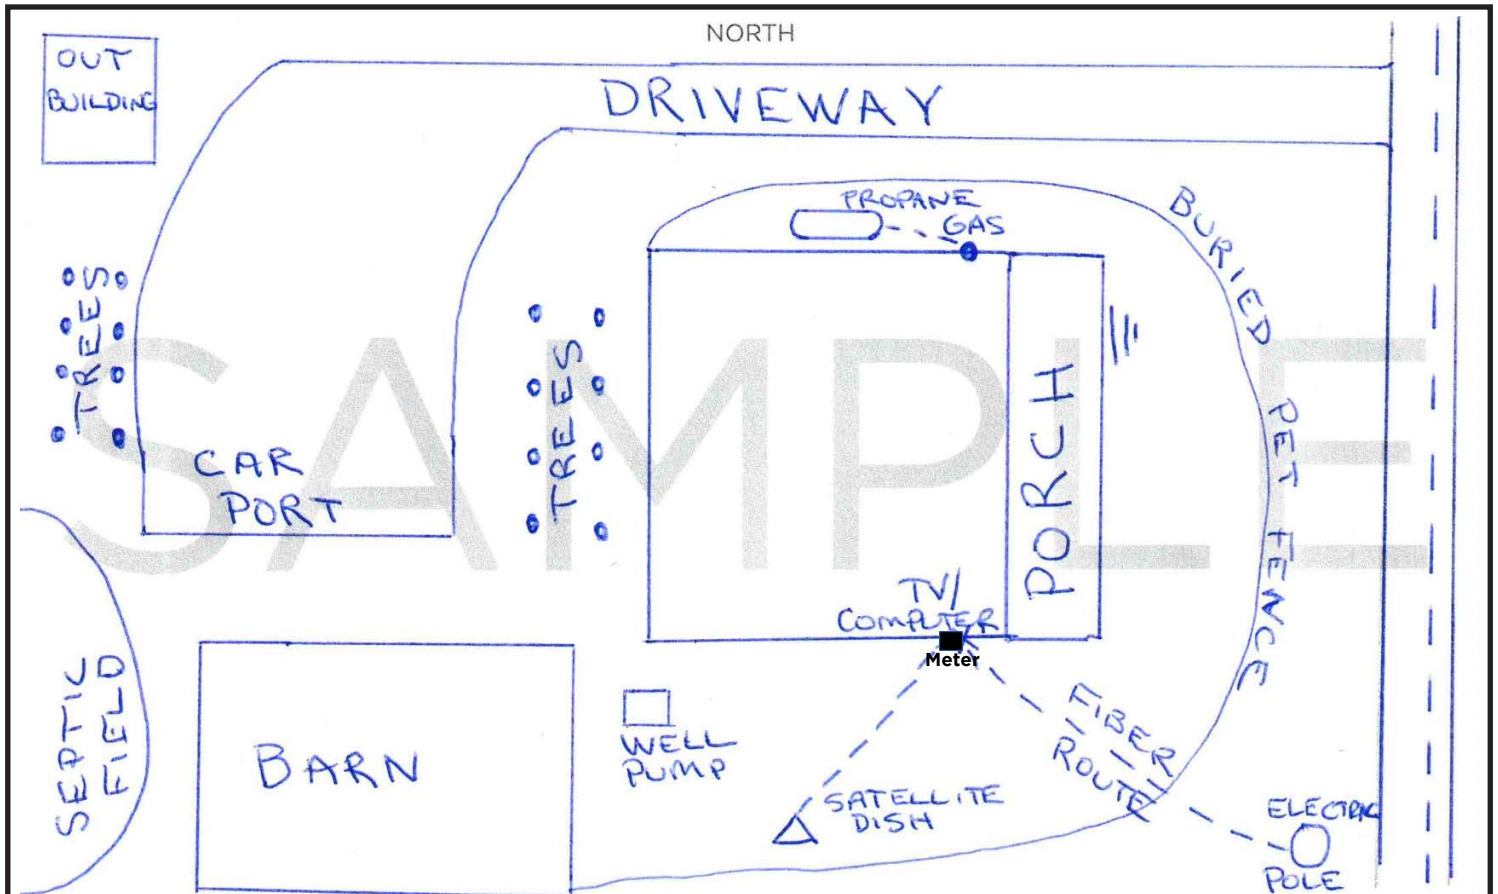 NORTH
OUT
BUILDING
DRIVEWAY
PROPANE
GAS
BURIED PET FENCE
TREES
TREES
SAMPLE
CAR
PORT
PORCH
TV/
COMPUTER
Meter
SEPTIC
FIELD
BARN
WELL
PUMP
FIBER
ROUTE
SATELLITE
DISH
ELECTRIC
POLE